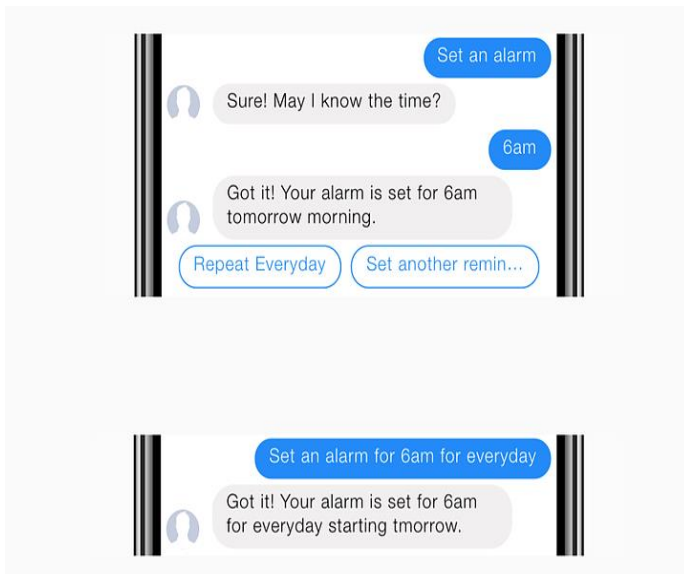 Set an alarm
Sure! May I know the time?
6am
Got it! Your alarm is set for 6am
tomorrow morning.
Repeat Everyday
Set another remin...
Set an alarm for 6am for everyday
Got it! Your alarm is set for 6am
for everyday starting tmorrow.